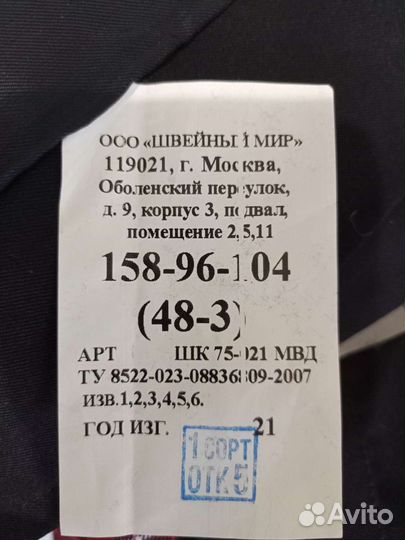 ООО «ШВЕЙНЫЙ МИР»
119021, г. Москва,
Оболенский переулок,
д. 9, корпус 3, подвал,
помещение 2,5,11
158-96-104
(48-3)
АРТ ШК 75-021 МВД
ТУ 8522-023-08836809-2007
ИЗВ.1,2,3,4,5,6.
ГОД ИЗГ. 21
1 СОРТ
ОТК 5
Avito